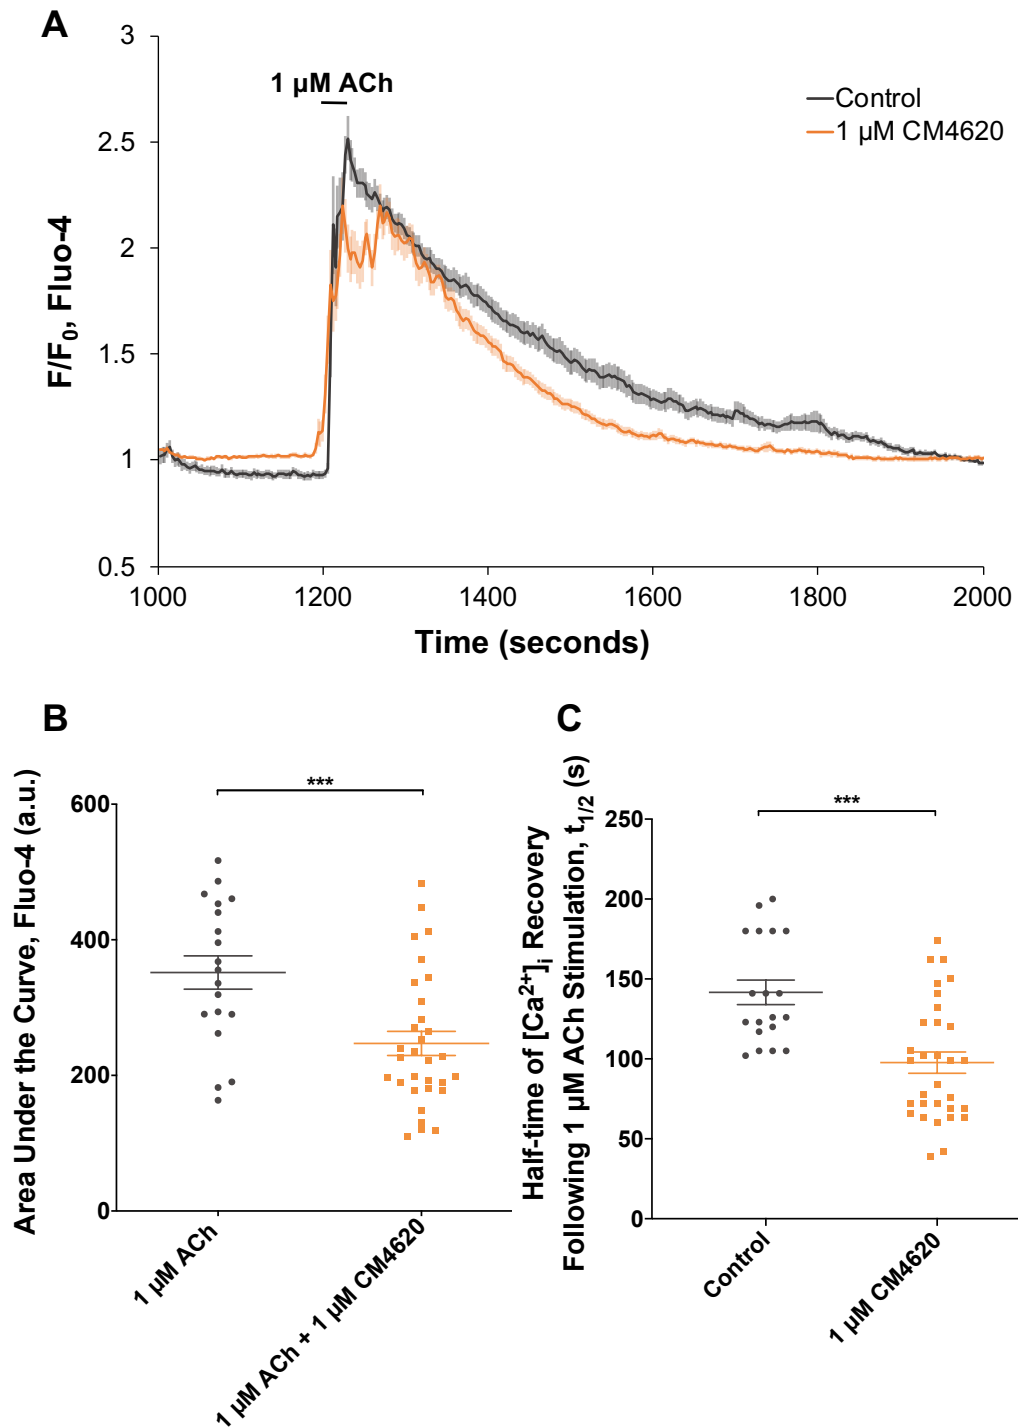 A
3
2.5
2
1.5
1
0.5
F/F0, Fluo-4
1 µM ACh
Control
1 µM CM4620
1000
1200
1400
1600
1800
2000
Time (seconds)
B
Area Under the Curve, Fluo-4 (a.u.)
600
400
200
0
***
1 µM ACh
1 µM ACh + 1 µM CM4620
C
Half-time of [Ca2+]i Recovery
Following 1 µM ACh Stimulation, t1/2 (s)
250
200
150
100
50
0
***
Control
1 µM CM4620